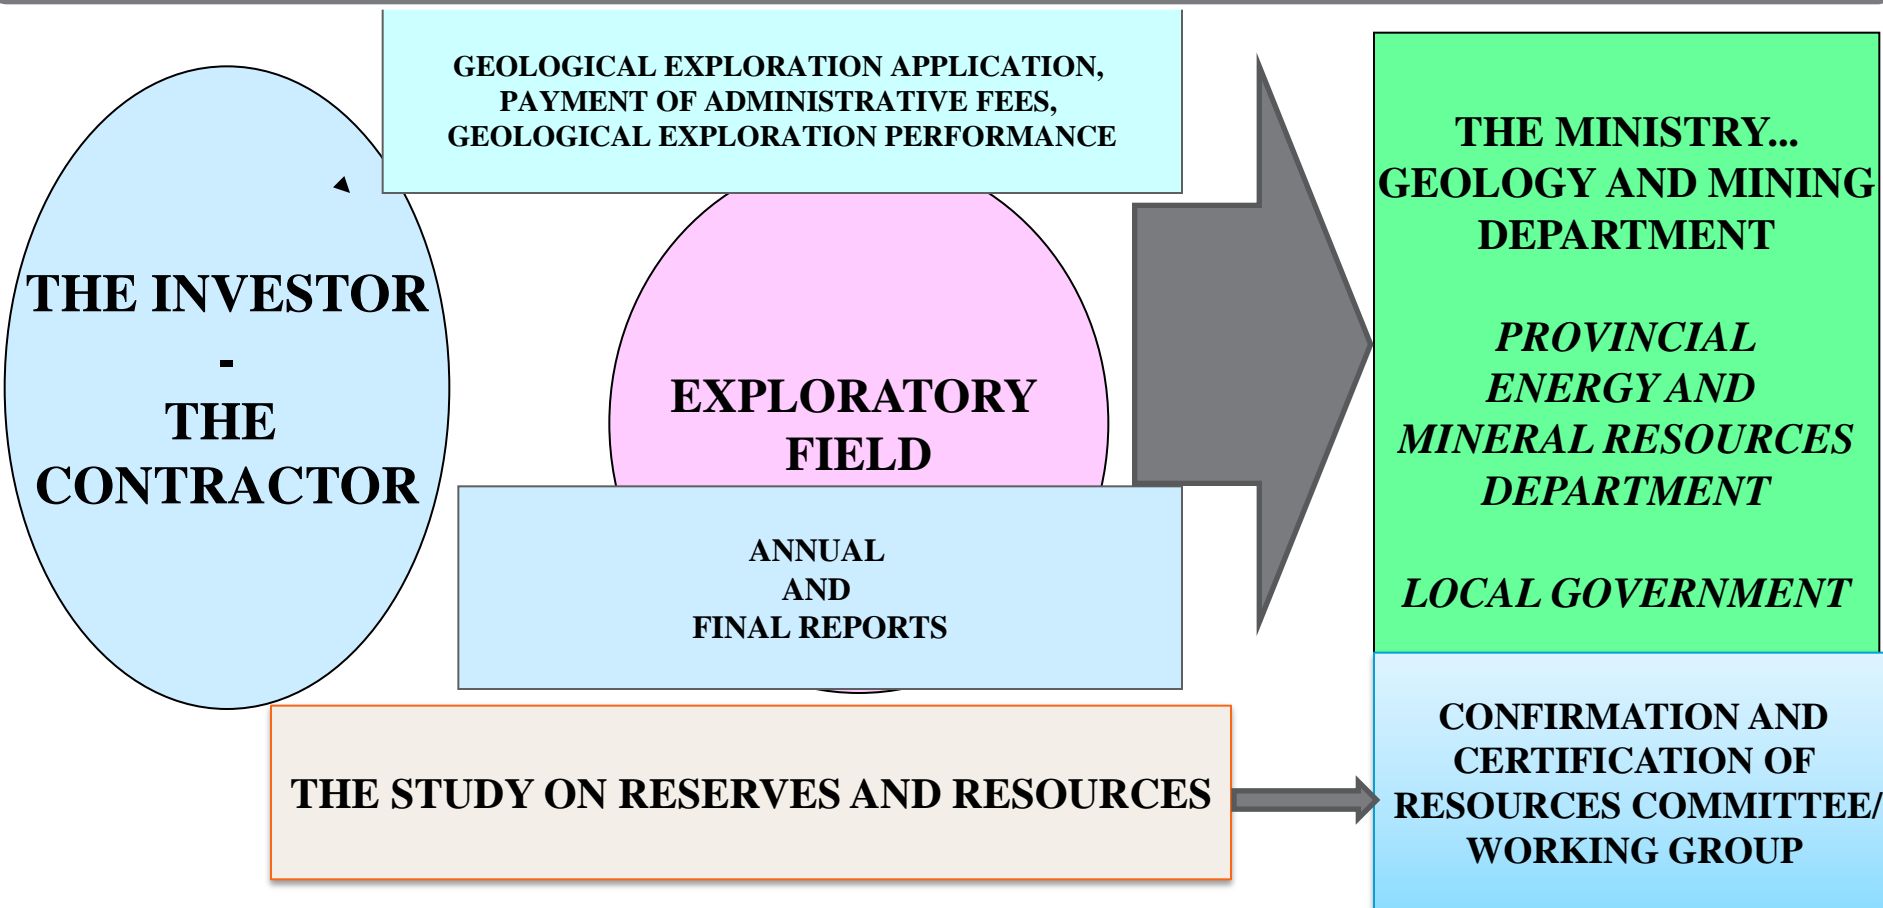 GEOLOGICAL EXPLORATION APPLICATION,
PAYMENT OF ADMINISTRATIVE FEES,
GEOLOGICAL EXPLORATION PERFORMANCE
THE INVESTOR
-
THE
CONTRACTOR
EXPLORATORY
FIELD
ANNUAL
AND
FINAL REPORTS
THE STUDY ON RESERVES AND RESOURCES
THE MINISTRY...
GEOLOGY AND MINING
DEPARTMENT
PROVINCIAL
ENERGY AND
MINERAL RESOURCES
DEPARTMENT
LOCAL GOVERNMENT
CONFIRMATION AND
CERTIFICATION OF
RESOURCES COMMITTEE/
WORKING GROUP